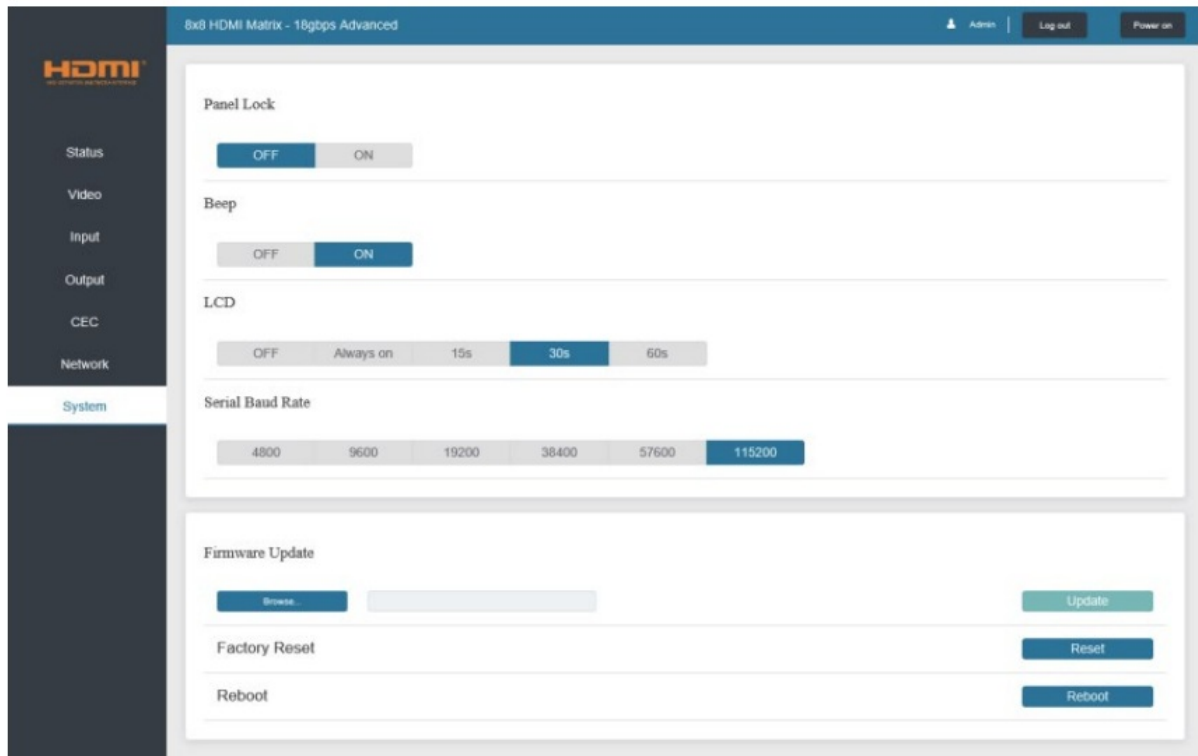 8x8 HDMI Matrix - 18gbps Advanced
Admin
Log out
Power on
HDMI
Status
Video
Input
Output
CEC
Network
System
Panel Lock
OFF ON
Beep
OFF ON
LCD
OFF Always on 15s 30s 60s
Serial Baud Rate
4800 9600 19200 38400 57600 115200
Firmware Update
Browse... Update
Factory Reset Reset
Reboot Reboot